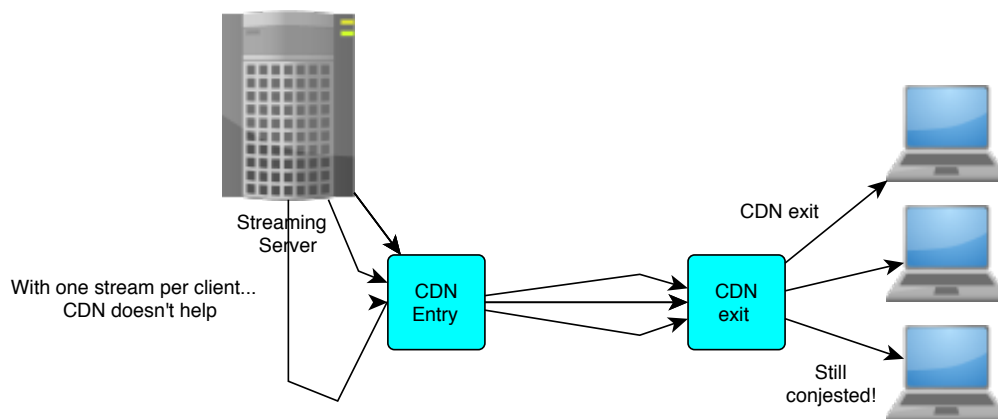 Streaming
Server
With one stream per client...
CDN doesn't help
CDN
Entry
CDN
exit
CDN exit
Still
conjested!